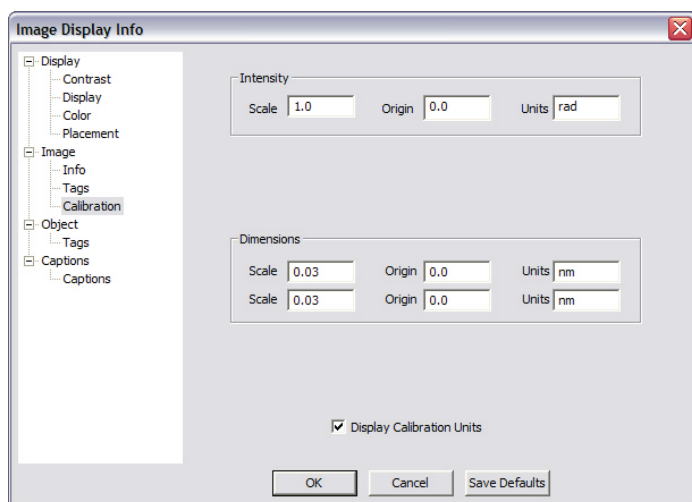 Image Display Info
Display
Contrast
Display
Color
Placement
Image
Info
Tags
Calibration
Object
Tags
Captions
Captions
Intensity
Scale 1.0 Origin 0.0 Units rad
Dimensions
Scale 0.03 Origin 0.0 Units nm
Scale 0.03 Origin 0.0 Units nm
Display Calibration Units
OK Cancel Save Defaults